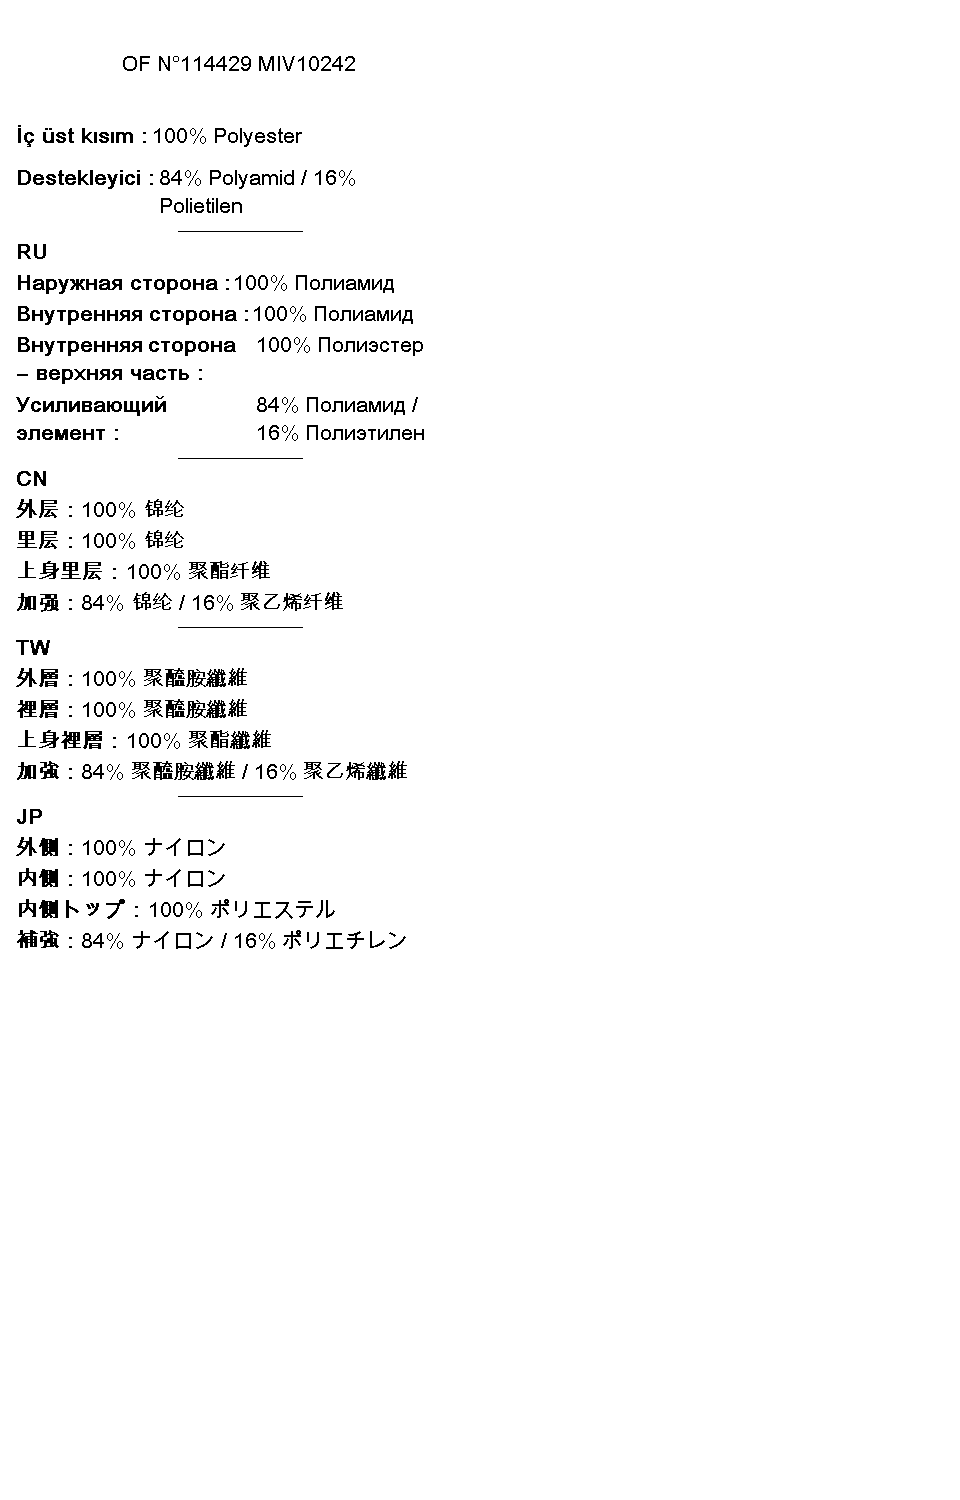 OF N°114429 MIV10242
İç üst kısım : 100% Polyester
Destekleyici : 84% Polyamid / 16%
Polietilen
RU
Наружная сторона : 100% Полиамид
Внутренняя сторона : 100% Полиамид
Внутренняя сторона 100% Полиэстер
– верхняя часть :
Усиливающий 84% Полиамид /
элемент : 16% Полиэтилен
CN
外层 : 100% 锦纶
里层 : 100% 锦纶
上身里层 : 100% 聚酯纤维
加强 : 84% 锦纶 / 16% 聚乙烯纤维
TW
外層 : 100% 聚醯胺纖維
裡層 : 100% 聚醯胺纖維
上身裡層 : 100% 聚酯纖維
加強 : 84% 聚醯胺纖維 / 16% 聚乙烯纖維
JP
外側 : 100% ナイロン
内側 : 100% ナイロン
内側トップ : 100% ポリエステル
補強 : 84% ナイロン / 16% ポリエチレン